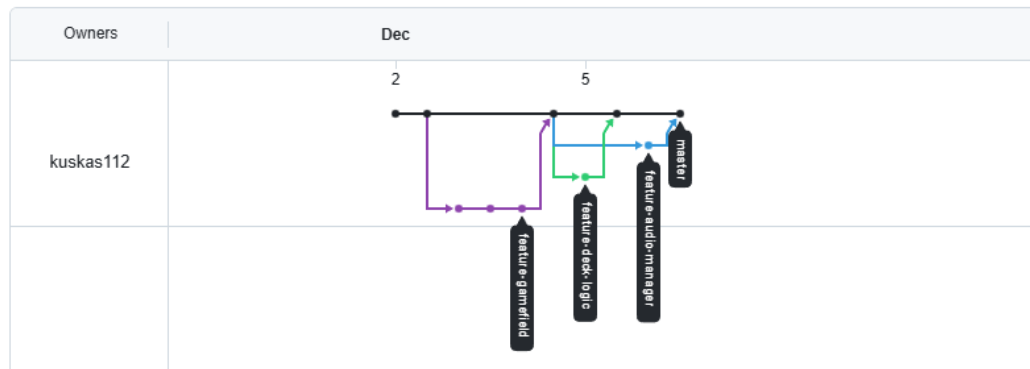 Owners
Dec
2
5
kuskas112
master
feature-audio-manager
feature-deck-logic
feature-gamefield